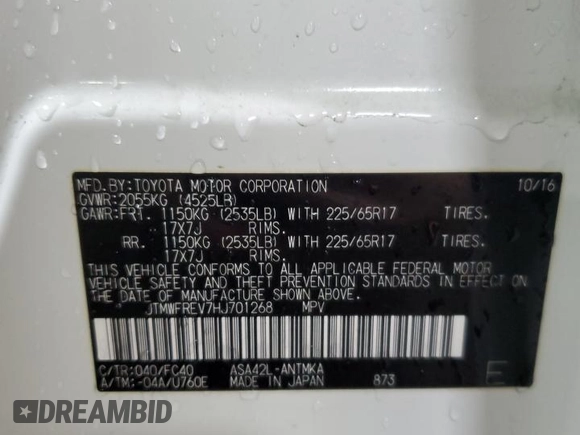 MFD. BY: TOYOTA MOTOR CORPORATION 10/16
GVWR: 2055KG (4525LB)
GAWR: FRT. 1150KG (2535LB) WITH 225/65R17 TIRES.
17X7J RIMS.
RR. 1150KG (2535LB) WITH 225/65R17 TIRES.
17X7J RIMS.
THIS VEHICLE CONFORMS TO ALL APPLICABLE FEDERAL MOTOR
VEHICLE SAFETY AND THEFT PREVENTION STANDARDS IN EFFECT ON
THE DATE OF MANUFACTURE SHOWN ABOVE.
JTMWFREV7HJ701268 MPV
C/TR: 040/FC40 ASA42L-ANTMKA
A/TM: -04A/U760E MADE IN JAPAN 873 E
DREAMBID